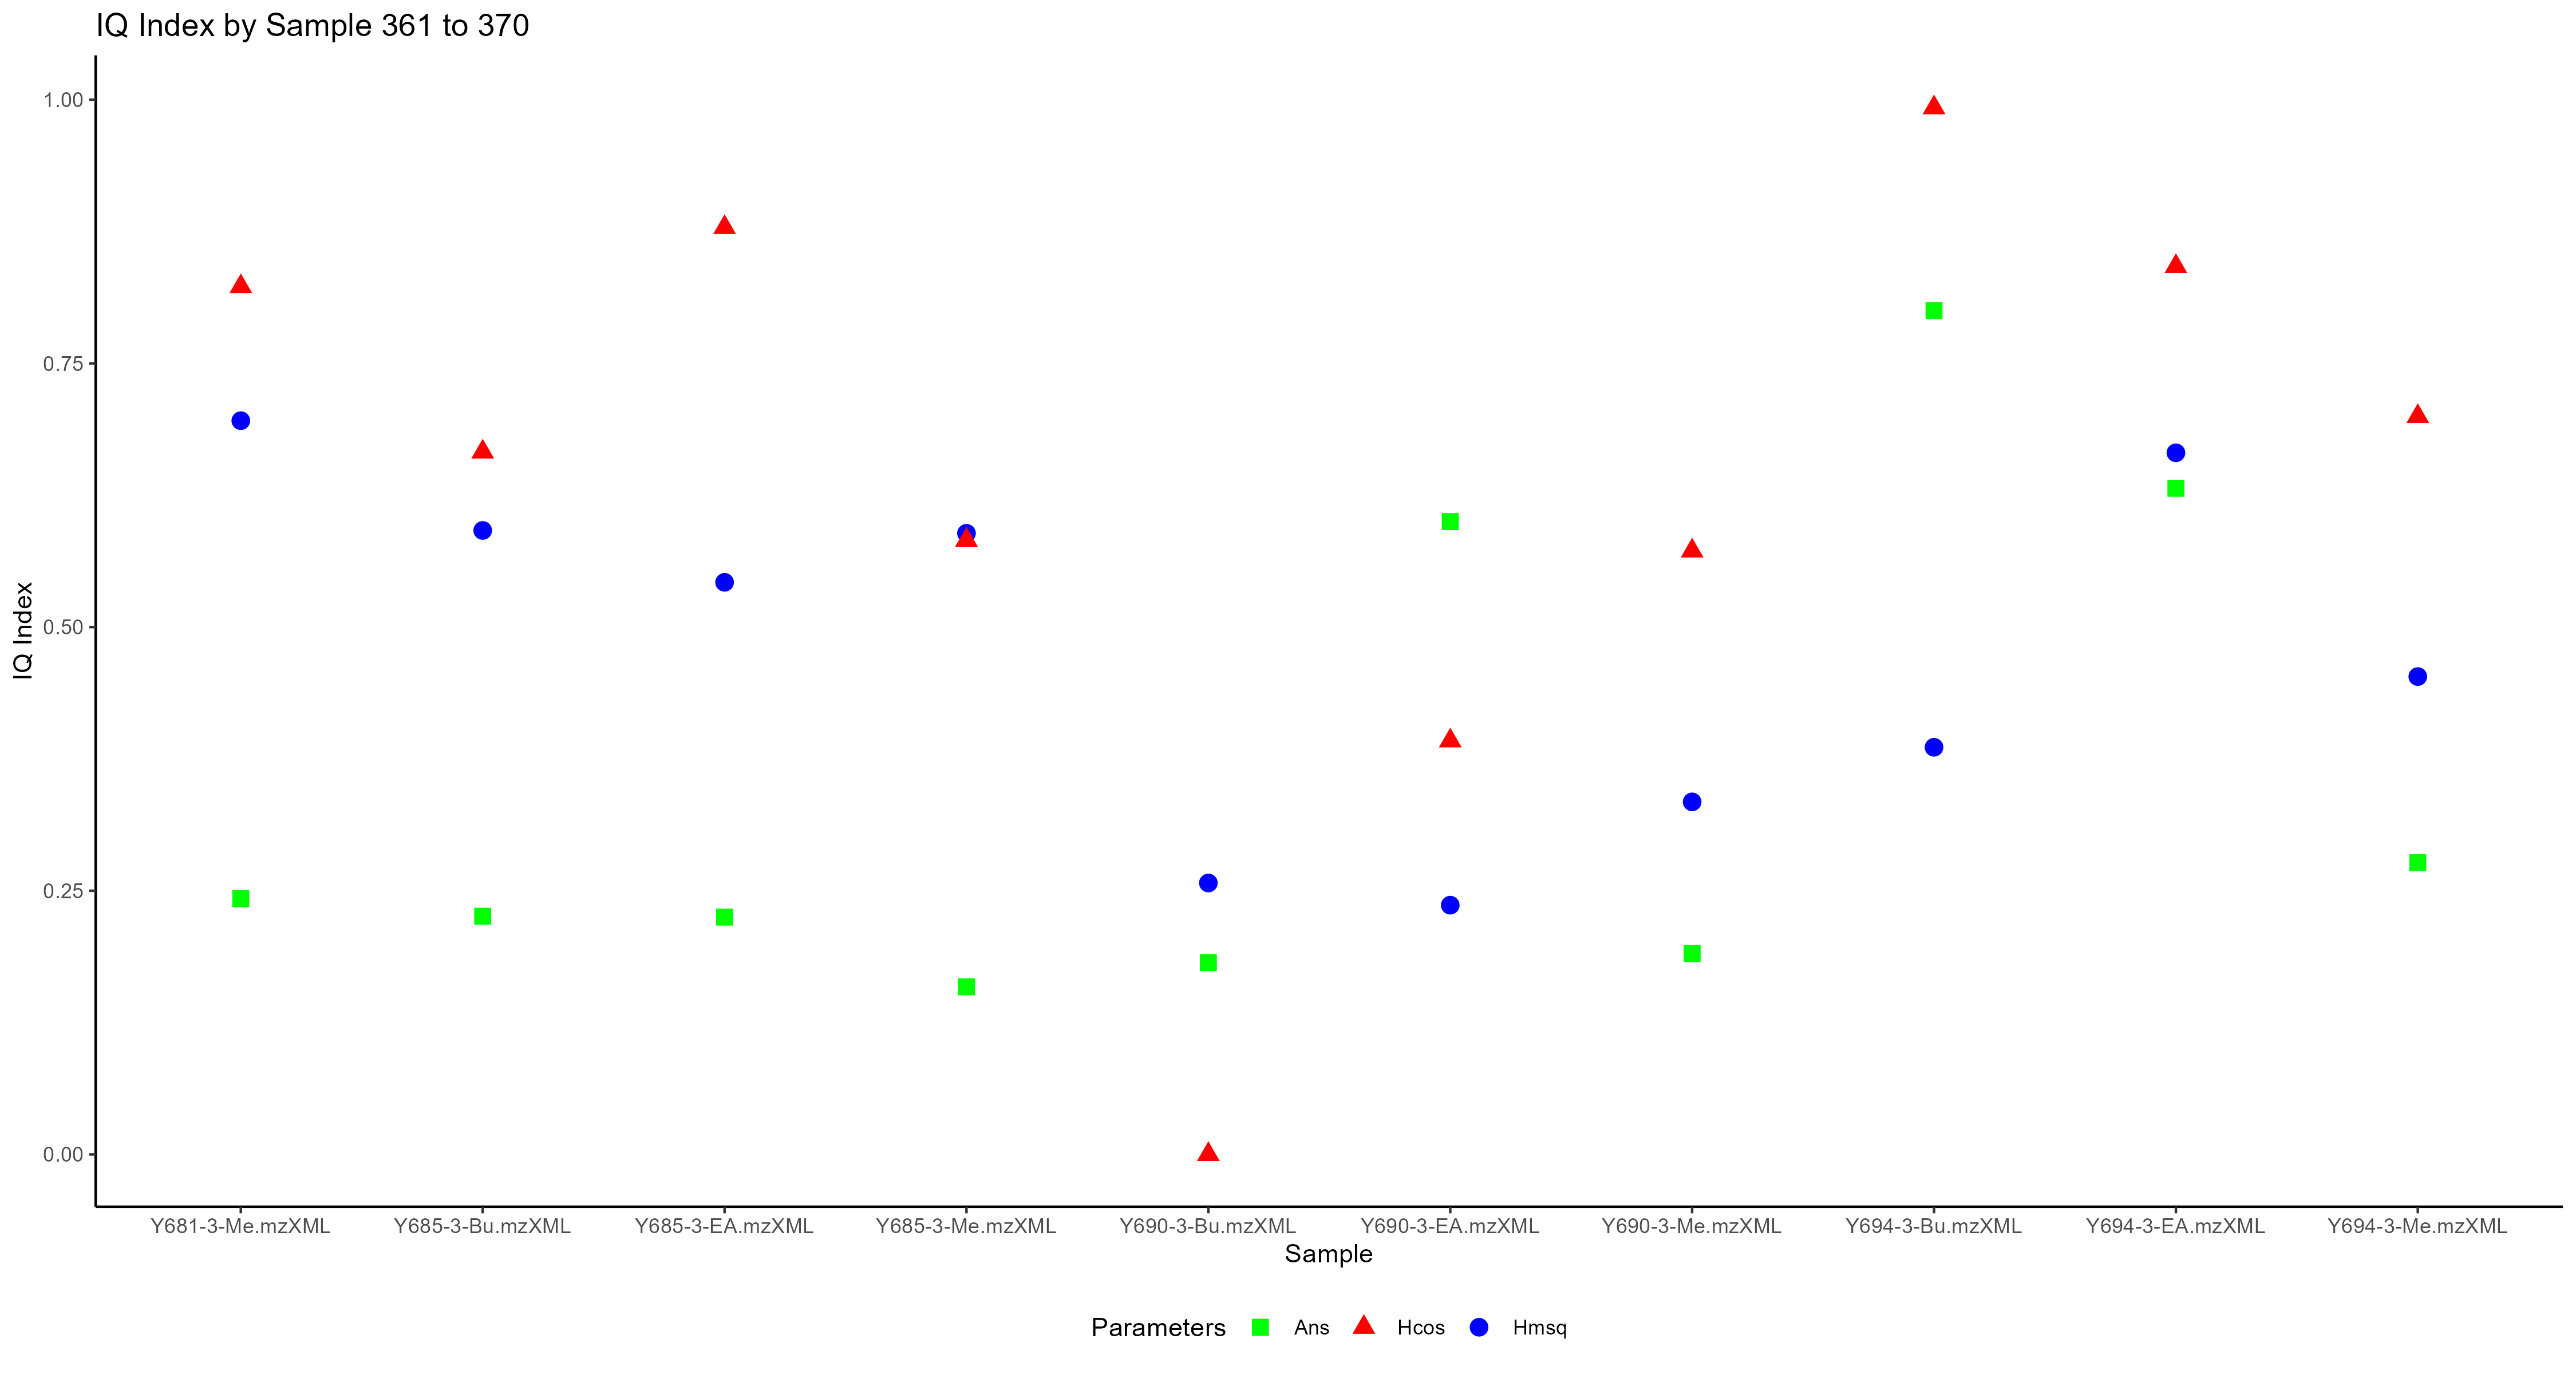 IQ Index by Sample 361 to 370
1.00
0.75
0.50
0.25
0.00
IQ Index
Y681-3-Me.mzXML Y685-3-Bu.mzXML Y685-3-EA.mzXML Y685-3-Me.mzXML Y690-3-Bu.mzXML Y690-3-EA.mzXML Y690-3-Me.mzXML Y694-3-Bu.mzXML Y694-3-EA.mzXML Y694-3-Me.mzXML
Sample
Parameters Ans Hcos Hmsq